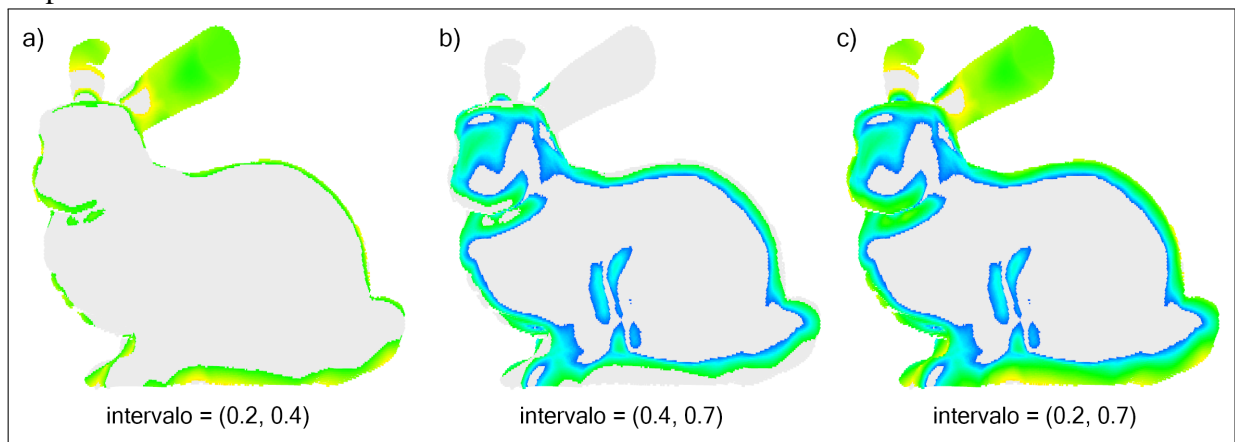 a)
b)
c)
intervalo = (0.2, 0.4)
intervalo = (0.4, 0.7)
intervalo = (0.2, 0.7)